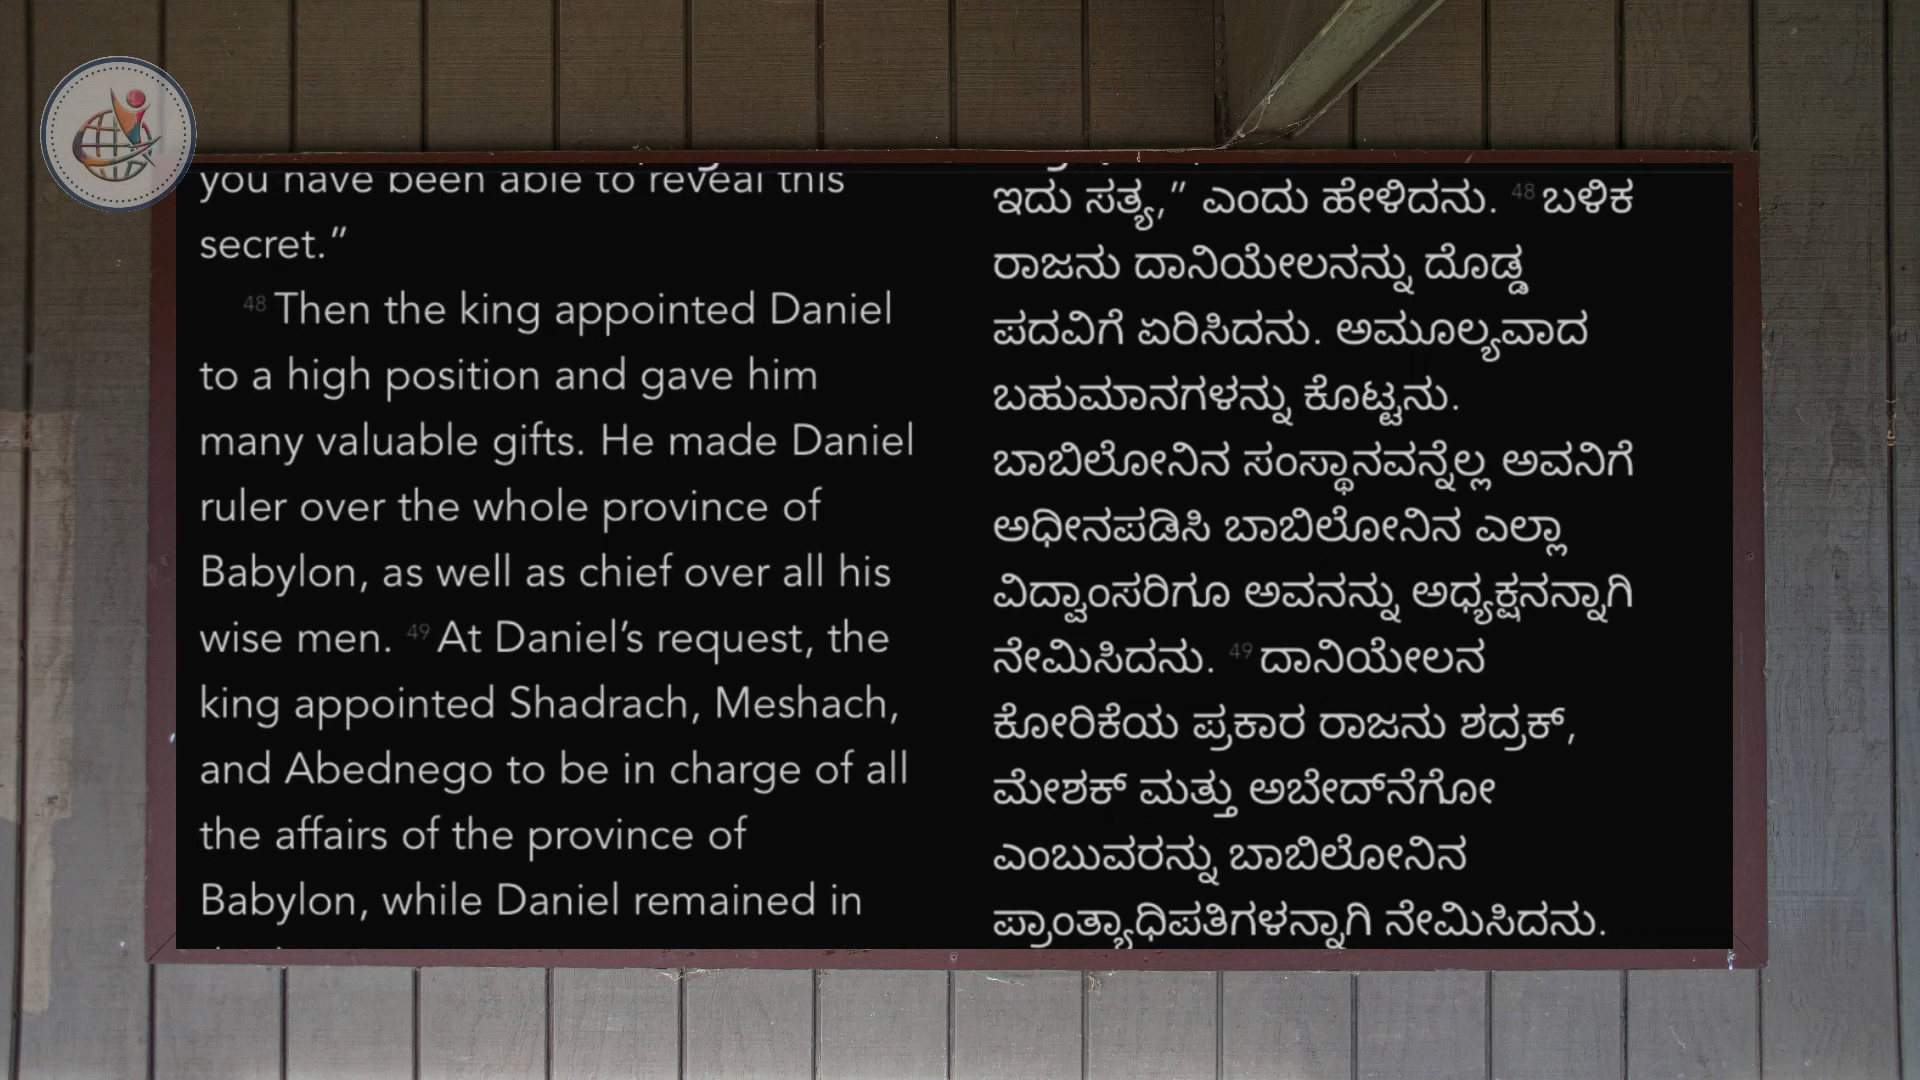 you have been able to reveal this
secret.”
48 Then the king appointed Daniel
to a high position and gave him
many valuable gifts. He made Daniel
ruler over the whole province of
Babylon, as well as chief over all his
wise men. 49 At Daniel’s request, the
king appointed Shadrach, Meshach,
and Abednego to be in charge of all
the affairs of the province of
Babylon, while Daniel remained in
ಇದು ಸತ್ಯ,” ಎಂದು ಹೇಳಿದನು. 48 ಬಳಿಕ
ರಾಜನು ದಾನಿಯೇಲನನ್ನು ದೊಡ್ಡ
ಪದವಿಗೆ ಏರಿಸಿದನು. ಅಮೂಲ್ಯವಾದ
ಬಹುಮಾನಗಳನ್ನು ಕೊಟ್ಟನು.
ಬಾಬಿಲೋನಿನ ಸಂಸ್ಥಾನವನ್ನೆಲ್ಲ ಅವನಿಗೆ
ಅಧೀನಪಡಿಸಿ ಬಾಬಿಲೋನಿನ ಎಲ್ಲಾ
ವಿದ್ವಾಂಸರಿಗೂ ಅವನನ್ನು ಅಧ್ಯಕ್ಷನನ್ನಾಗಿ
ನೇಮಿಸಿದನು. 49 ದಾನಿಯೇಲನ
ಕೋರಿಕೆಯ ಪ್ರಕಾರ ರಾಜನು ಶದ್ರಕ್,
ಮೇಶಕ್ ಮತ್ತು ಅಬೇದ್‌ನೆಗೋ
ಎಂಬುವರನ್ನು ಬಾಬಿಲೋನಿನ
ಪ್ರಾಂತ್ಯಾಧಿಪತಿಗಳನ್ನಾಗಿ ನೇಮಿಸಿದನು.